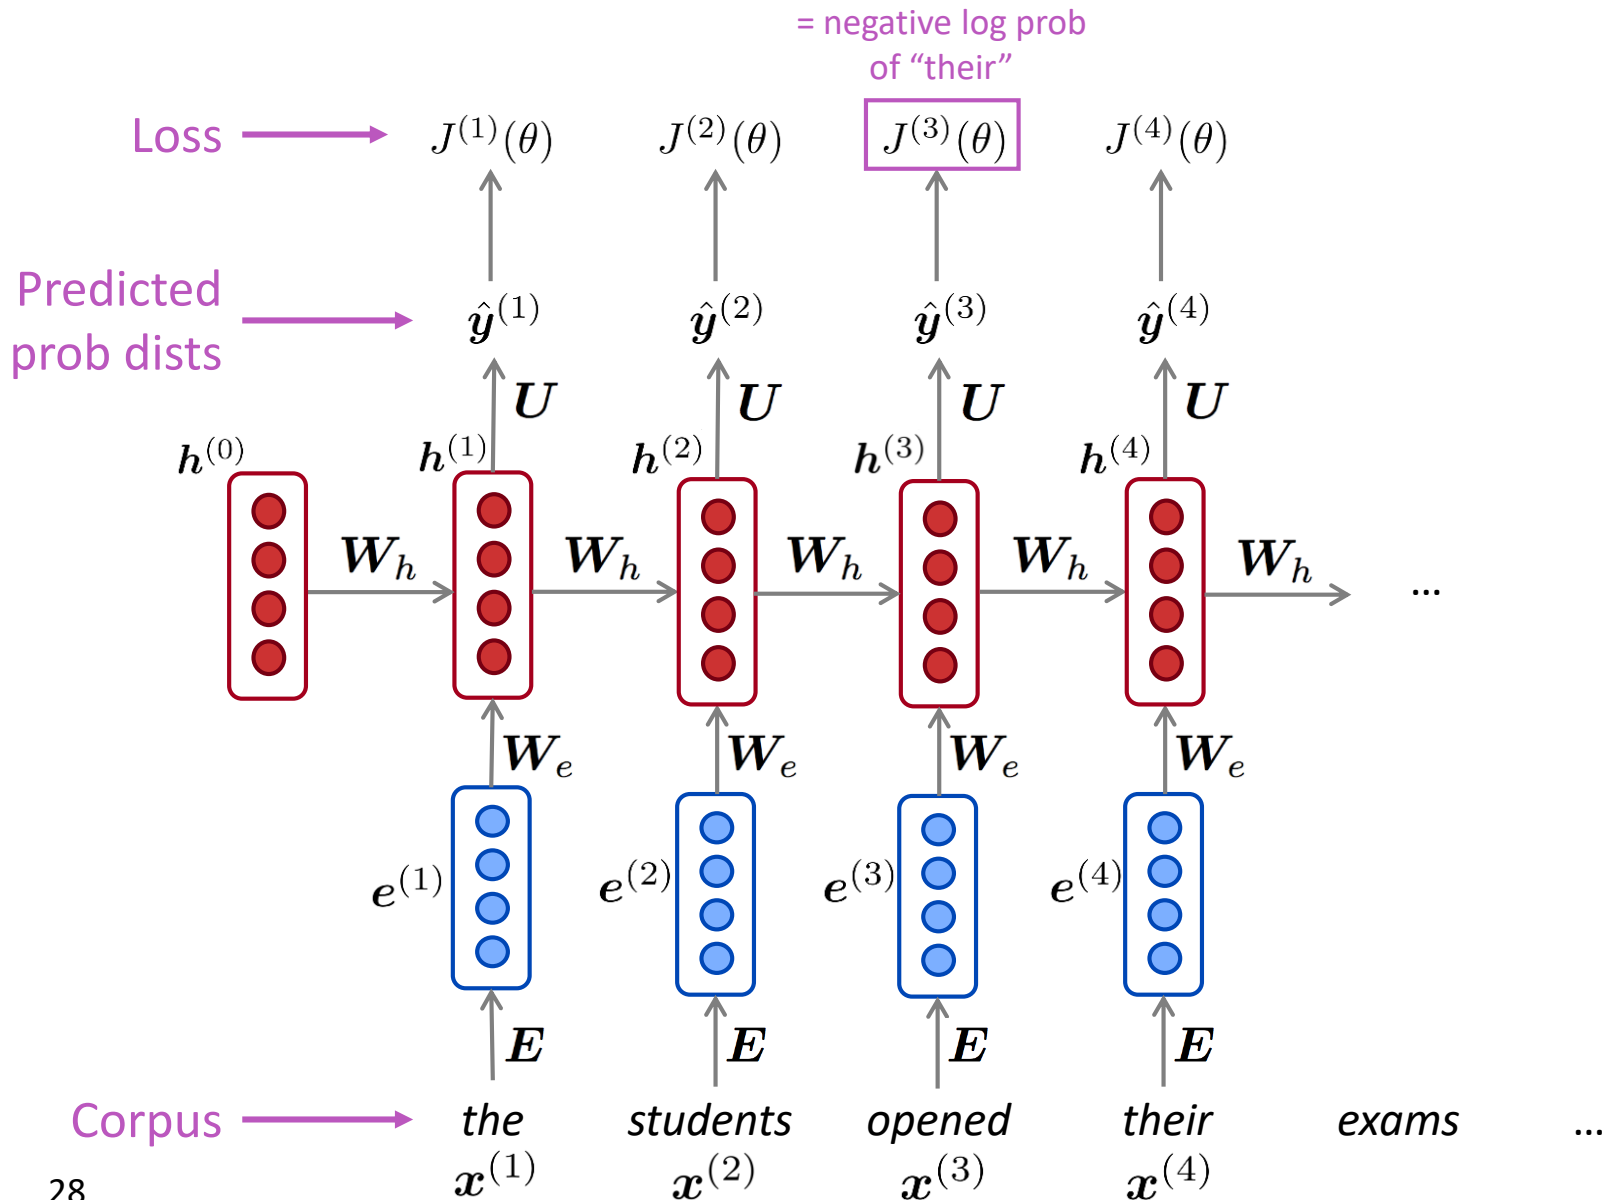 = negative log prob
of “their”
Loss J^{(1)}(θ) J^{(2)}(θ) J^{(3)}(θ) J^{(4)}(θ)
Predicted
prob dists
ŷ^{(1)} ŷ^{(2)} ŷ^{(3)} ŷ^{(4)}
U U U U
h^{(0)} h^{(1)} h^{(2)} h^{(3)} h^{(4)}
W_h W_h W_h W_h W_h ...
W_e W_e W_e W_e
e^{(1)} e^{(2)} e^{(3)} e^{(4)}
E E E E
Corpus the students opened their exams ...
x^{(1)} x^{(2)} x^{(3)} x^{(4)}
28